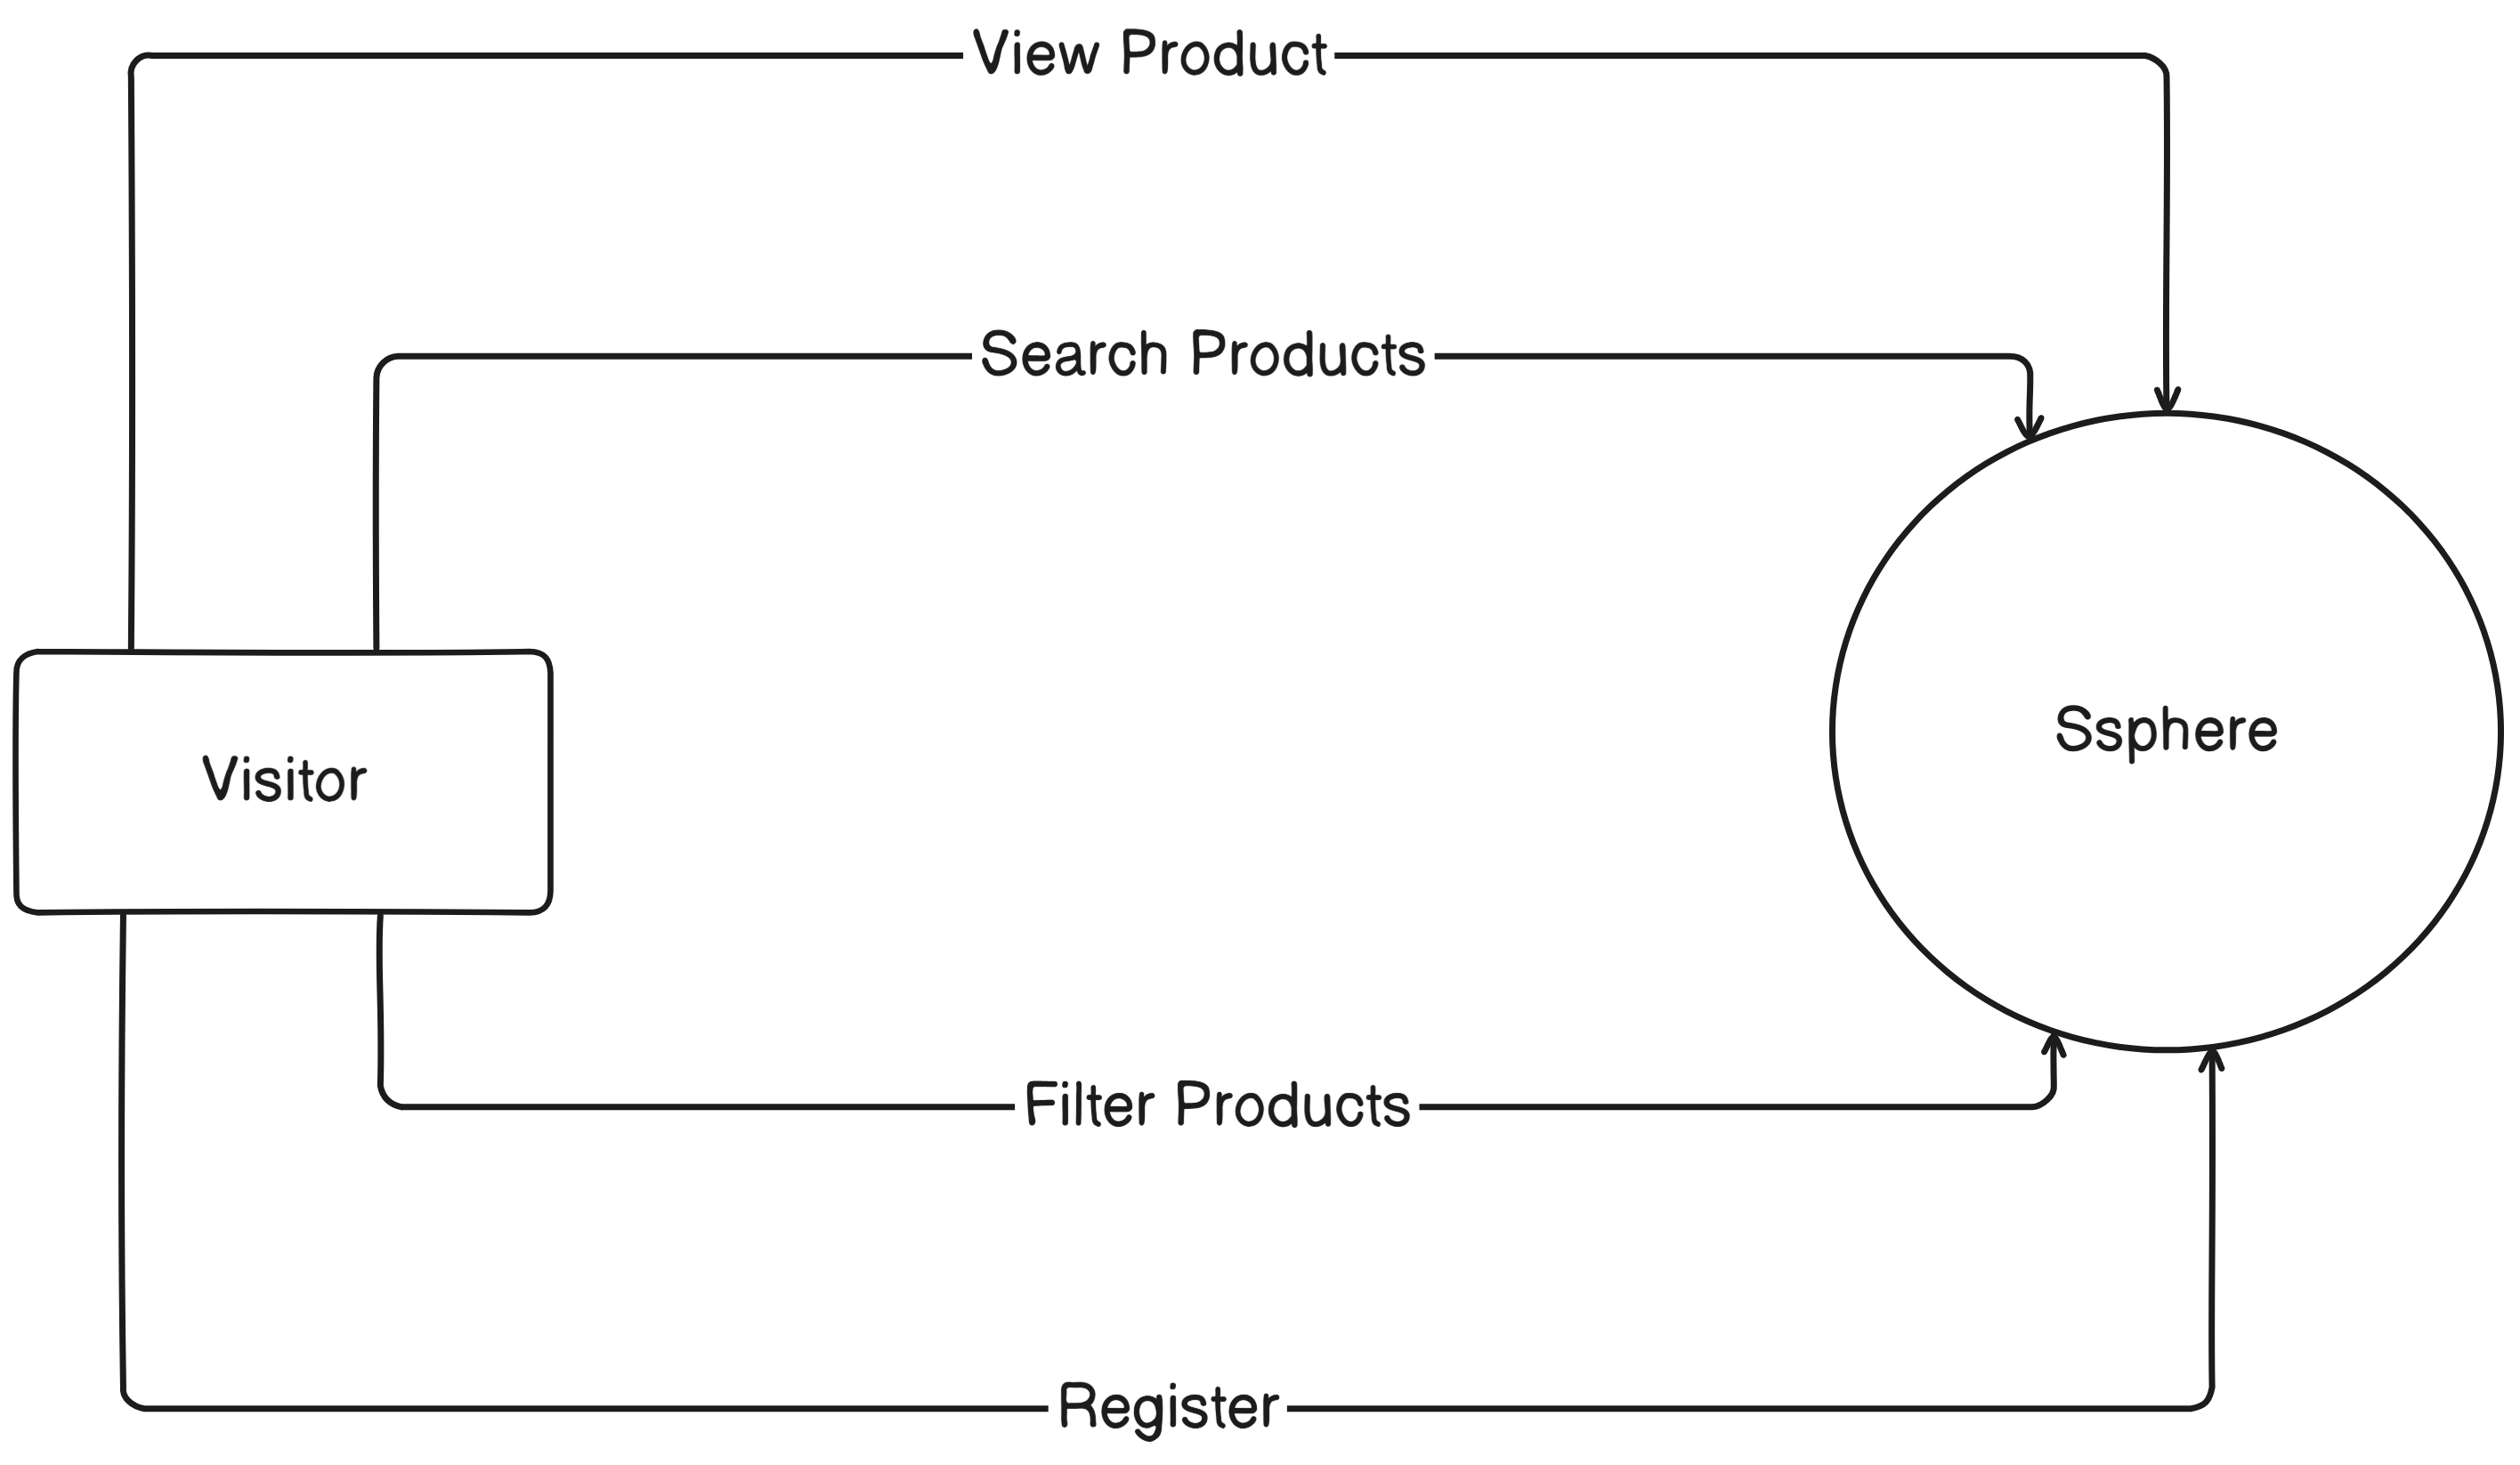 View Product
Search Products
Ssphere
Visitor
Filter Products
Register